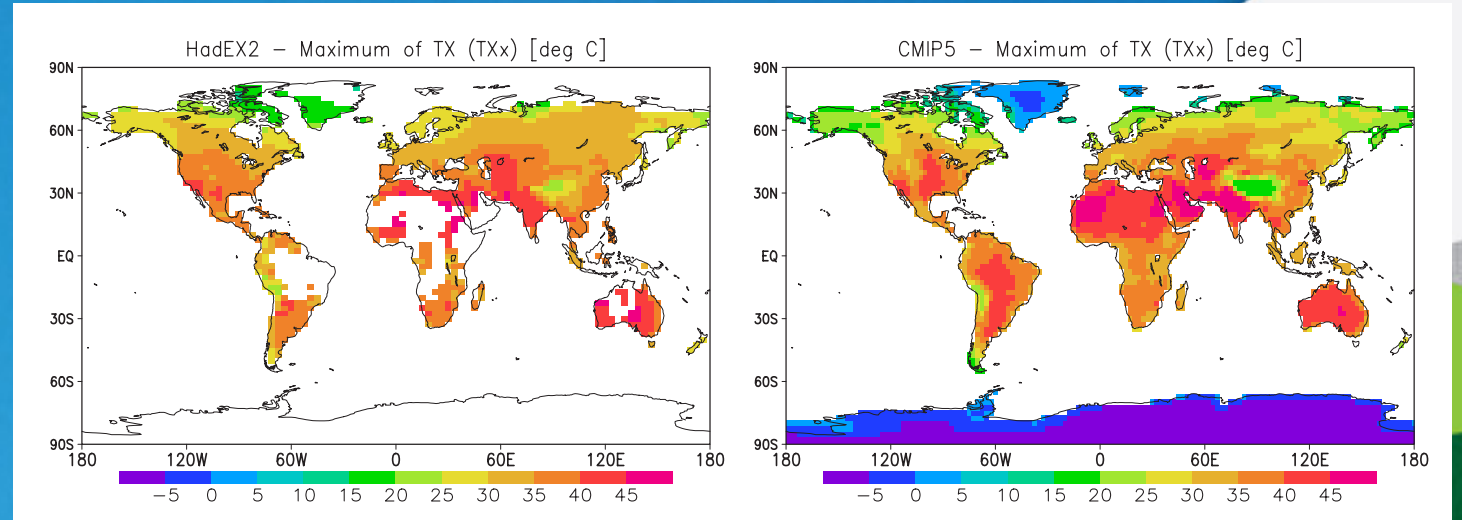 HadEX2 – Maximum of TX (TXx) [deg C]
90N
60N
30N
EQ
30S
60S
90S
180 120W 60W 0 60E 120E 180
−5 0 5 10 15 20 25 30 35 40 45
CMIP5 – Maximum of TX (TXx) [deg C]
90N
60N
30N
EQ
30S
60S
90S
180 120W 60W 0 60E 120E 180
−5 0 5 10 15 20 25 30 35 40 45